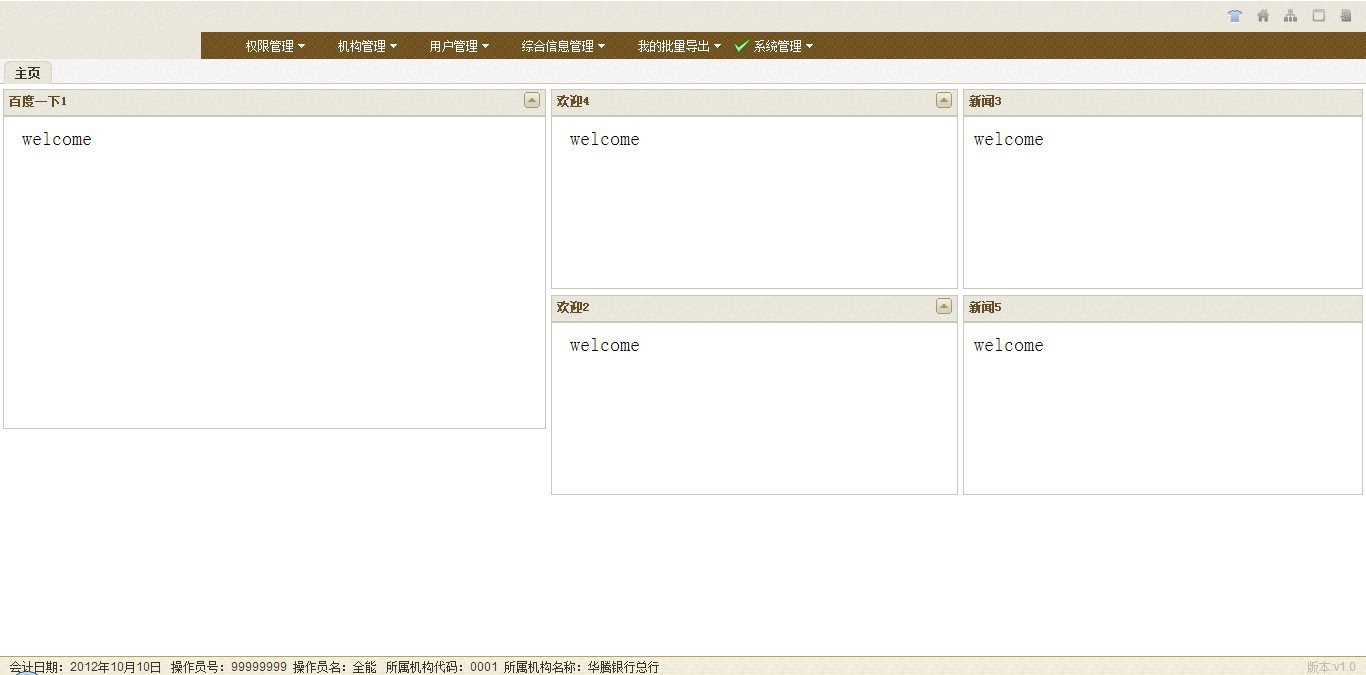 权限管理 机构管理 用户管理 综合信息管理 我的批量导出 系统管理
主页
百度一下1
welcome
欢迎4
welcome
新闻3
welcome
欢迎2
welcome
新闻5
welcome
会计日期：2012年10月10日 操作员号：99999999 操作员名：全能 所属机构代码：0001 所属机构名称：华腾银行总行 版本:v1.0